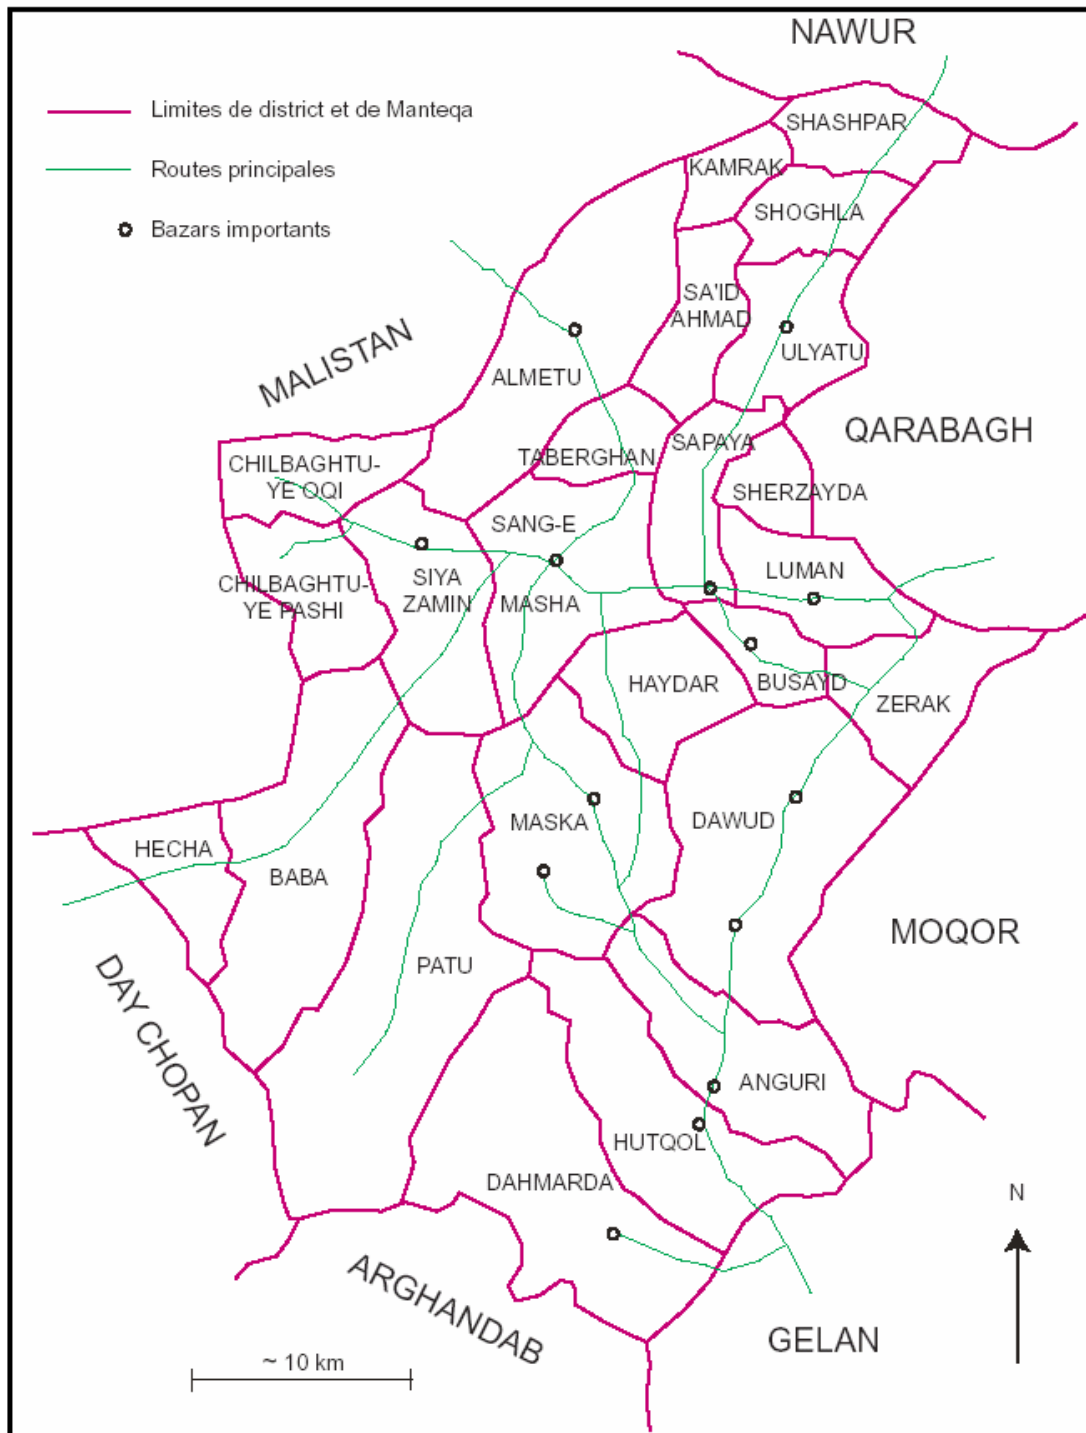 NAWUR
Limites de district et de Manteqa
Routes principales
Bazars importants
SHASHPAR
KAMRAK
SHOGHLA
SA'ID
AHMAD
ULYATU
MALISTAN
ALMETU
QARABAGH
TABERGHAN
SAPAYA
CHILBAGHTU-
YE OQI
SHERZAYDA
SANG-E
MASHA
SIYA
ZAMIN
LUMAN
CHILBAGHTU-
YE PASHI
HAYDAR
BUSAYD
ZERAK
MASKA
DAWUD
HECHA
BABA
MOQOR
PATU
DAY CHOPAN
ANGURI
HUTQOL
DAHMARDA
N
ARGHANDAB
GELAN
~ 10 km